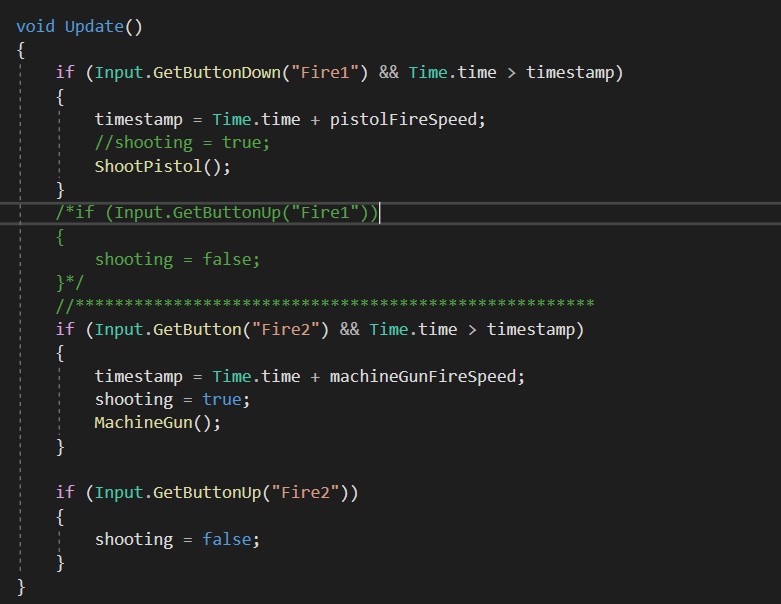 void Update()
{
if (Input.GetButtonDown("Fire1") && Time.time > timestamp)
{
timestamp = Time.time + pistolFireSpeed;
//shooting = true;
ShootPistol();
}
/*if (Input.GetButtonUp("Fire1"))
{
shooting = false;
}*/
//*****************************************************
if (Input.GetButton("Fire2") && Time.time > timestamp)
{
timestamp = Time.time + machineGunFireSpeed;
shooting = true;
MachineGun();
}
if (Input.GetButtonUp("Fire2"))
{
shooting = false;
}
}